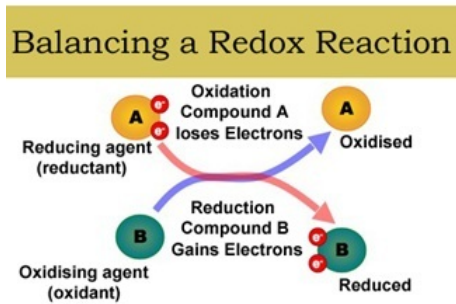 Balancing a Redox Reaction
Oxidation
Compound A
loses Electrons
A
e⁻
e⁻
Reducing agent
(reductant)
A
Oxidised
Reduction
Compound B
Gains Electrons
B
Oxidising agent
(oxidant)
e⁻
e⁻
B
Reduced